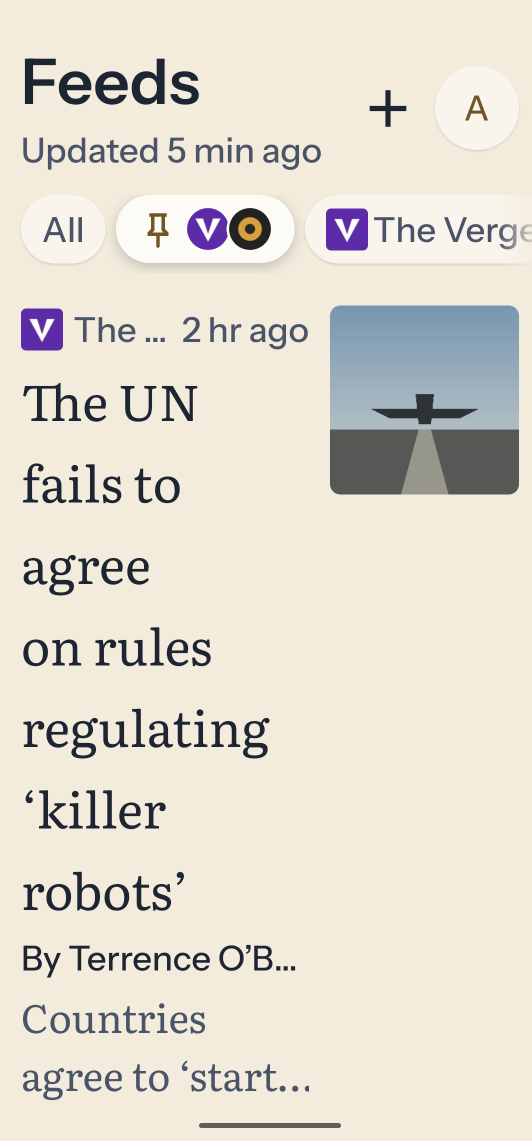 Feeds
Updated 5 min ago
A
All
The Verge
The ... 2 hr ago
The UN
fails to
agree
on rules
regulating
‘killer
robots’
By Terrence O’B...
Countries
agree to ‘start...